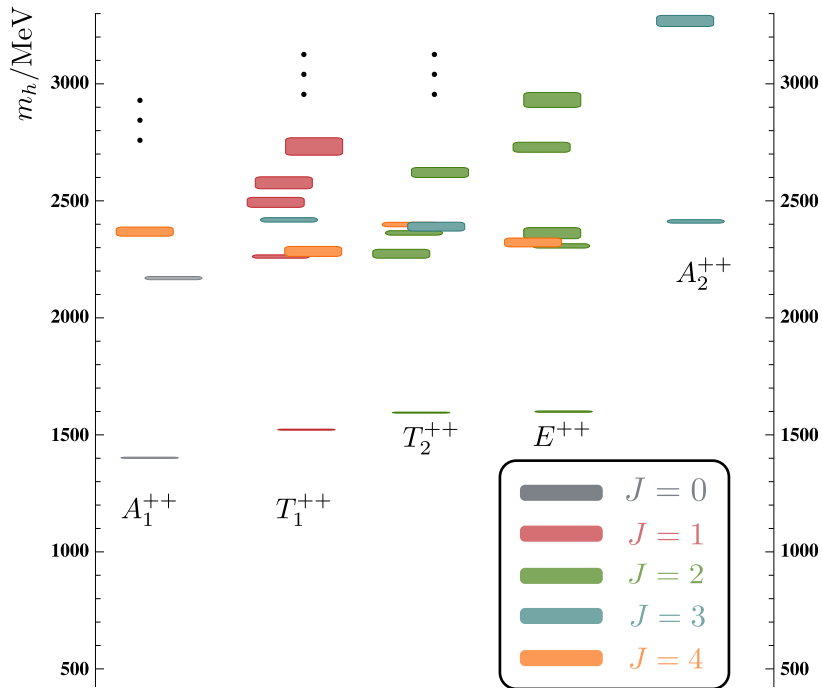 m_h/MeV
3000
2500
2000
1500
1000
500
3000
2500
2000
1500
1000
500
A_1^{++}
T_1^{++}
T_2^{++}
E^{++}
A_2^{++}
J = 0
J = 1
J = 2
J = 3
J = 4